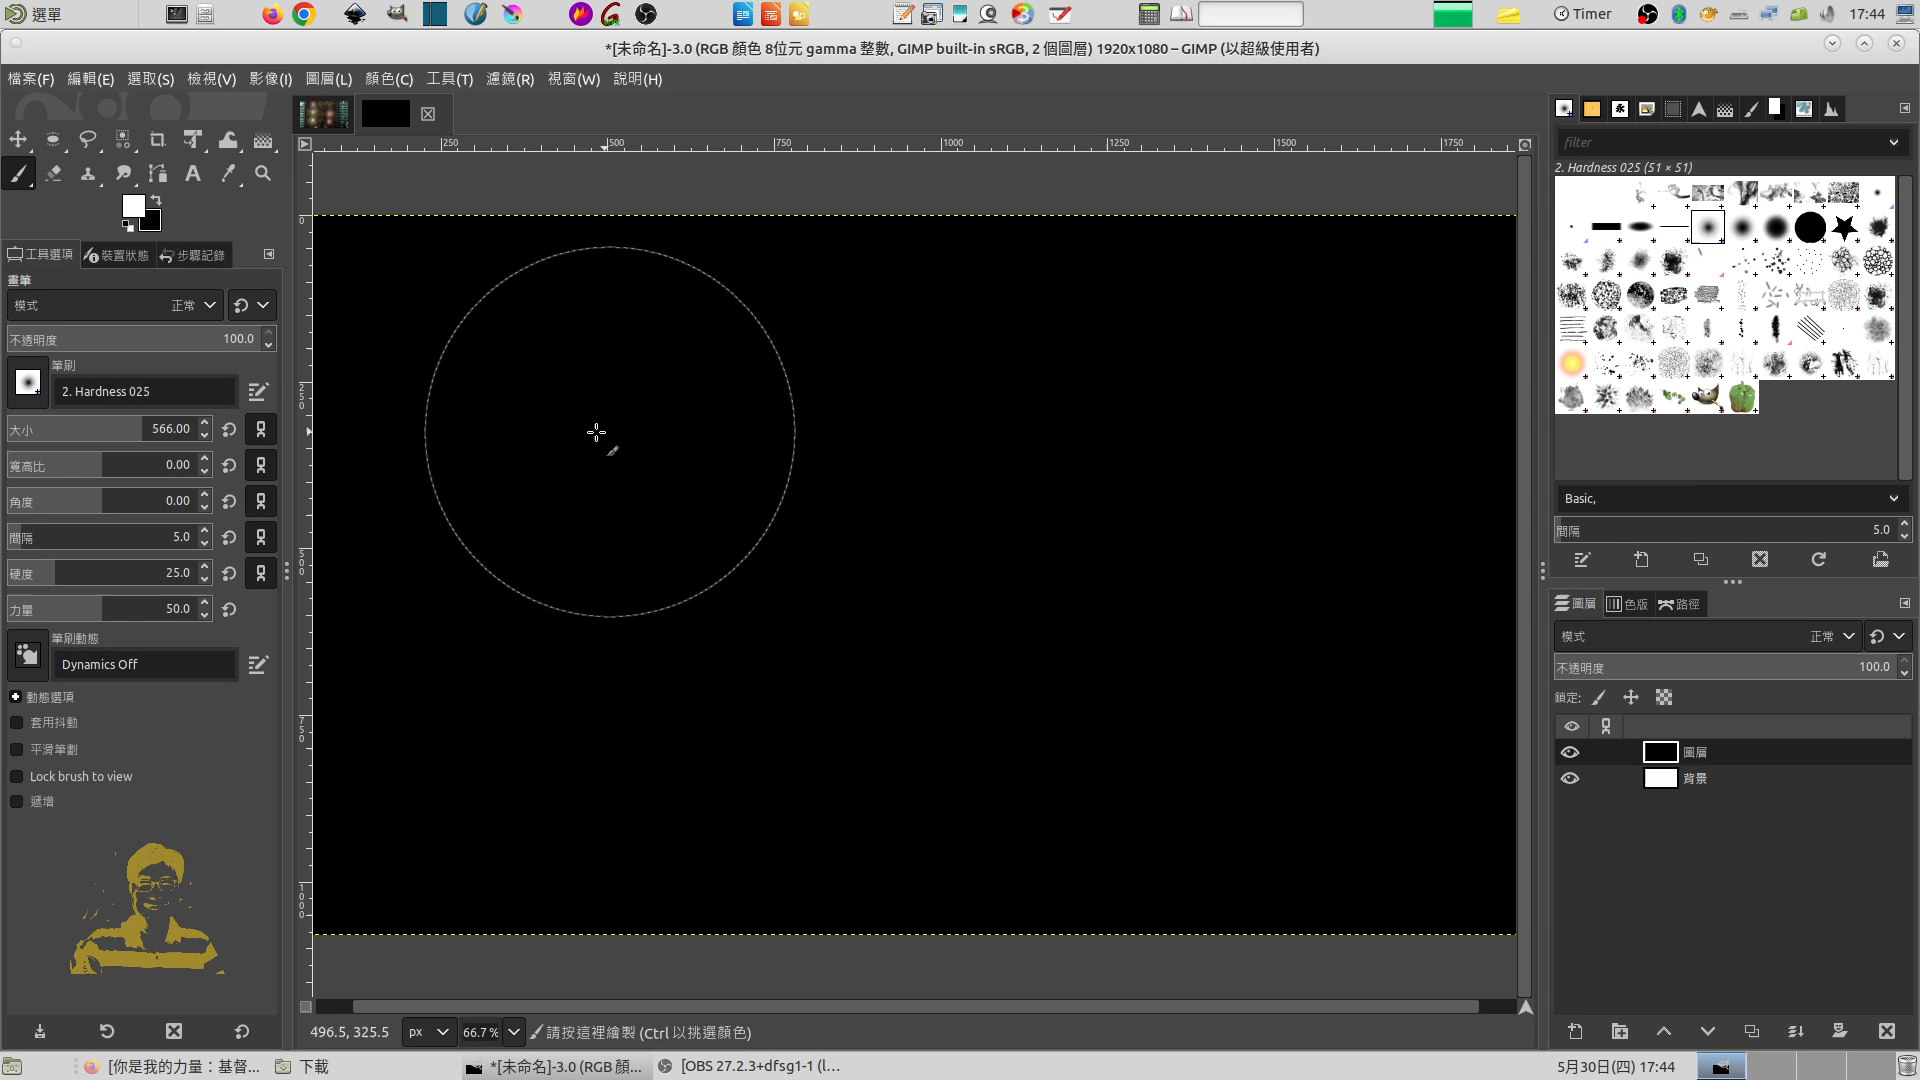 選單
Timer
17:44
*[未命名]-3.0 (RGB 顏色 8位元 gamma 整數, GIMP built-in sRGB, 2 個圖層) 1920x1080 – GIMP (以超級使用者)
檔案(F) 編輯(E) 選取(S) 檢視(V) 影像(I) 圖層(L) 顏色(C) 工具(T) 濾鏡(R) 視窗(W) 說明(H)
250 500 750 1000 1250 1500 1750
0
250
500
750
1000
工具選項 裝置狀態 步驟記錄
畫筆
模式 正常
不透明度 100.0
筆刷
2. Hardness 025
大小 566.00
寬高比 0.00
角度 0.00
間隔 5.0
硬度 25.0
力量 50.0
筆刷動態
Dynamics Off
動態選項
套用抖動
平滑筆劃
Lock brush to view
遞增
496.5, 325.5 px 66.7 % 請按這裡繪製 (Ctrl 以挑選顏色)
filter
2. Hardness 025 (51 × 51)
Basic,
間隔 5.0
圖層 色版 路徑
模式 正常
不透明度 100.0
鎖定:
圖層
背景
[你是我的力量：基督...
下載
*[未命名]-3.0 (RGB 顏...
[OBS 27.2.3+dfsg1-1 (l...
5月30日(四) 17:44